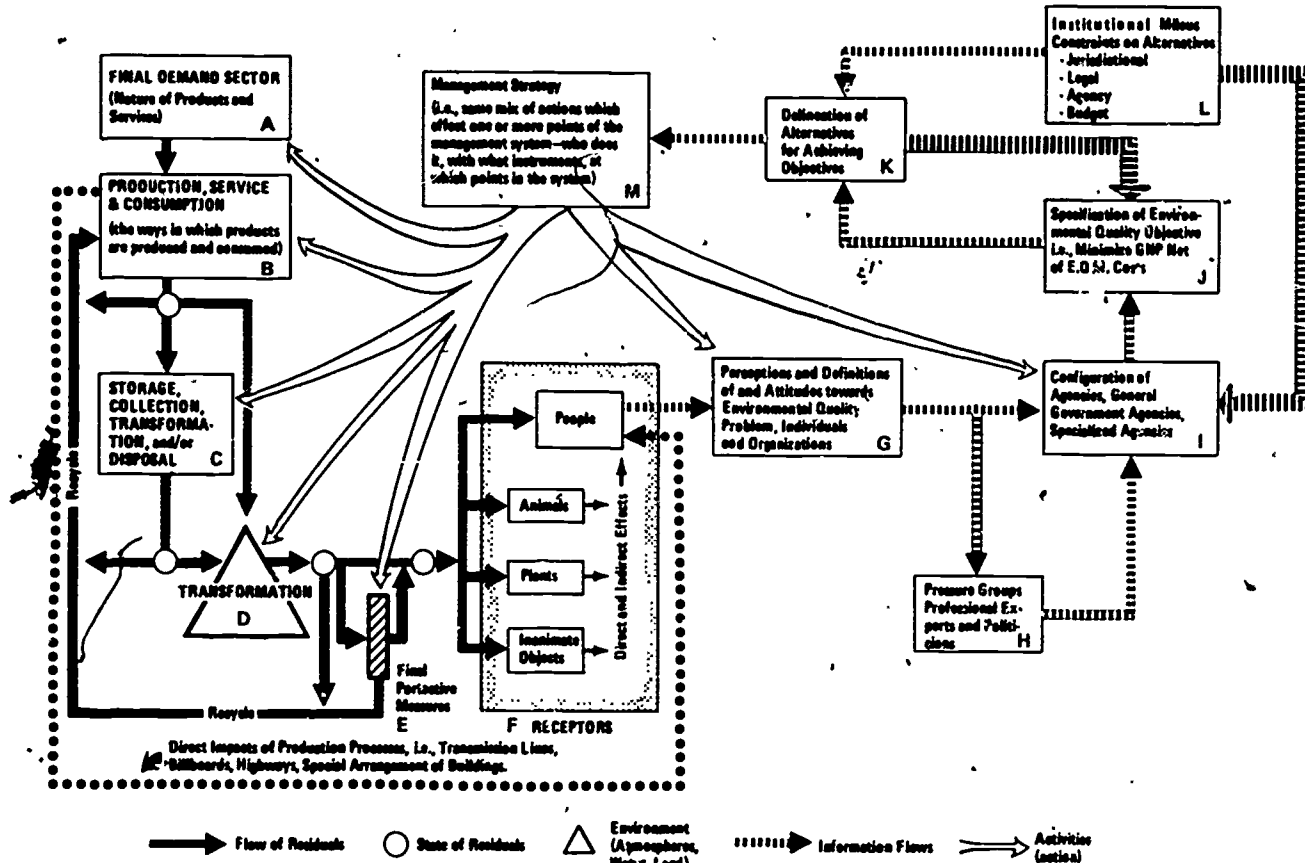 FINAL DEMAND SECTOR
(Nature of Products and
Services)
A
PRODUCTION, SERVICE
& CONSUMPTION
(the ways in which products
are produced and consumed)
B
STORAGE,
COLLECTION,
TRANSFORMA-
TION, and/or
DISPOSAL
C
Recycle
TRANSFORMATION
D
Final
Protective
Measures
E
Recycle
Management Strategy
(i.e., some mix of actions which
effect one or more points of the
management system—who does
it, with what instruments, at
which points in the system)
M
People
Animals
Plants
Inanimate
Objects
Direct and Indirect Effects
F RECEPTORS
Direct Impacts of Production Processes, i.e., Transmission Lines,
Billboards, Highways, Special Arrangement of Buildings.
Perceptions and Definitions
of and Attitudes towards
Environmental Quality
Problem, Individuals
and Organizations
G
Pressure Groups
Professional Ex-
perts and Politi-
cians
H
Configuration of
Agencies, General
Government Agencies,
Specialized Agencies
I
Specification of Environ-
mental Quality Objective
i.e., Minimize GNP Net
of E.Q.M.
J
Delineation of
Alternatives
for Achieving
Objectives
K
Institutional
Constraints on Alternatives
- Jurisdictional
- Legal
- Agency
- Budget
L
Flow of Residuals
State of Residuals
Environment
(Atmospheres,
Water, Land)
Information Flows
Activities
(action)